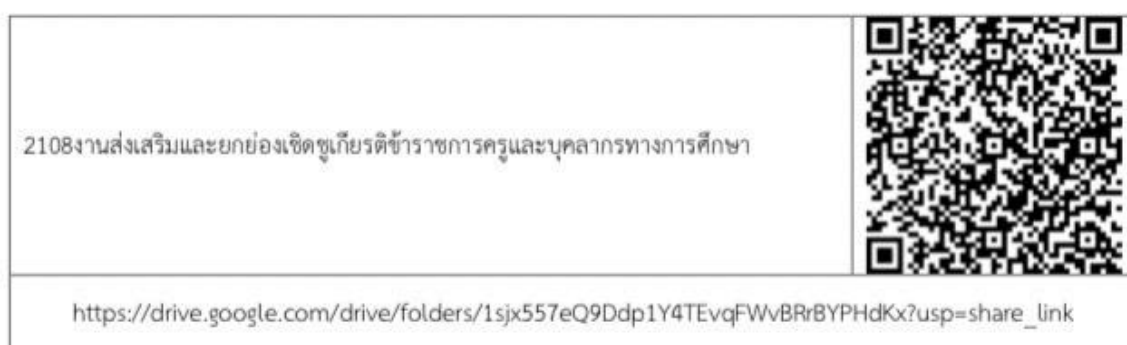 2108งานส่งเสริมและยกย่องเชิดชูเกียรติข้าราชการครูและบุคลากรทางการศึกษา
https://drive.google.com/drive/folders/1sjx557eQ9Ddp1Y4TEvqFWvBRrBYPHdKx?usp=share_link